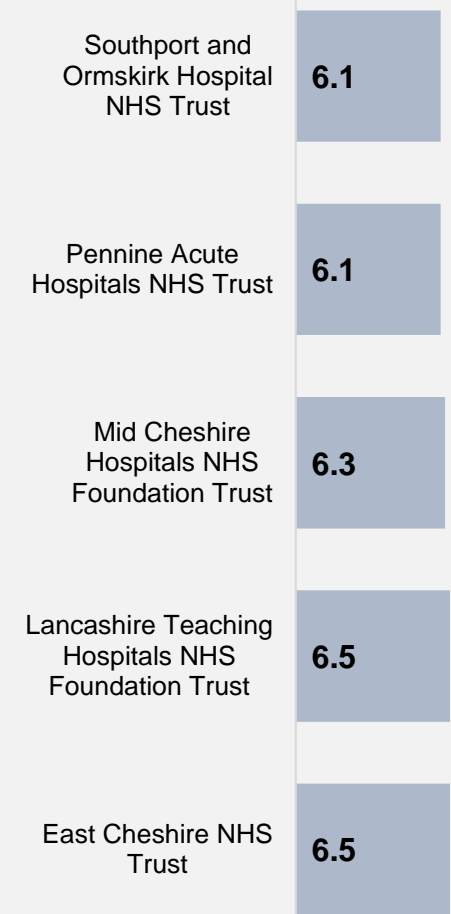 Southport and
Ormskirk Hospital
NHS Trust
6.1
Pennine Acute
Hospitals NHS Trust
6.1
Mid Cheshire
Hospitals NHS
Foundation Trust
6.3
Lancashire Teaching
Hospitals NHS
Foundation Trust
6.5
East Cheshire NHS
Trust
6.5